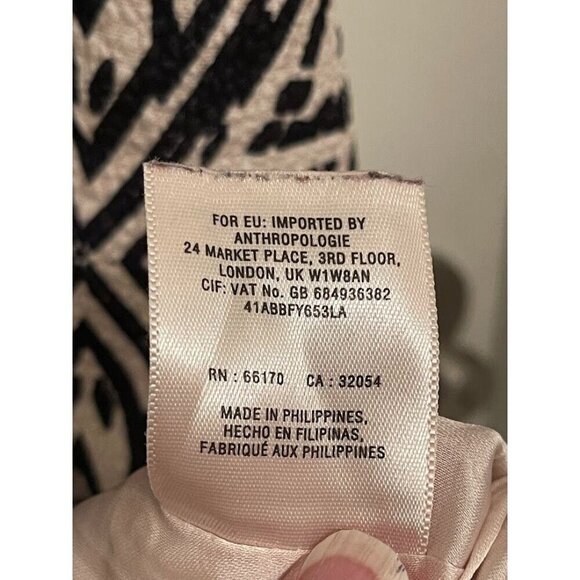 FOR EU: IMPORTED BY
ANTHROPOLOGIE
24 MARKET PLACE, 3RD FLOOR,
LONDON, UK W1W8AN
CIF: VAT No. GB 684936382
41ABBFY653LA
RN : 66170 CA : 32054
MADE IN PHILIPPINES,
HECHO EN FILIPINAS,
FABRIQUÉ AUX PHILIPPINES